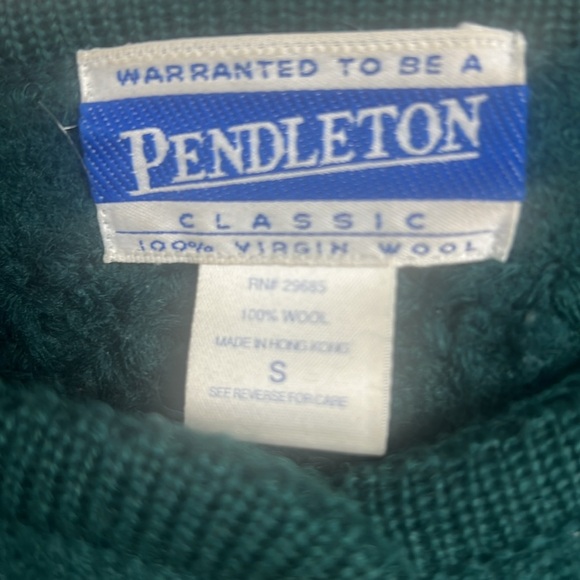 WARRANTED TO BE A
PENDLETON
CLASSIC
100% VIRGIN WOOL
RN# 29685
100% WOOL
MADE IN HONG KONG
S
SEE REVERSE FOR CARE